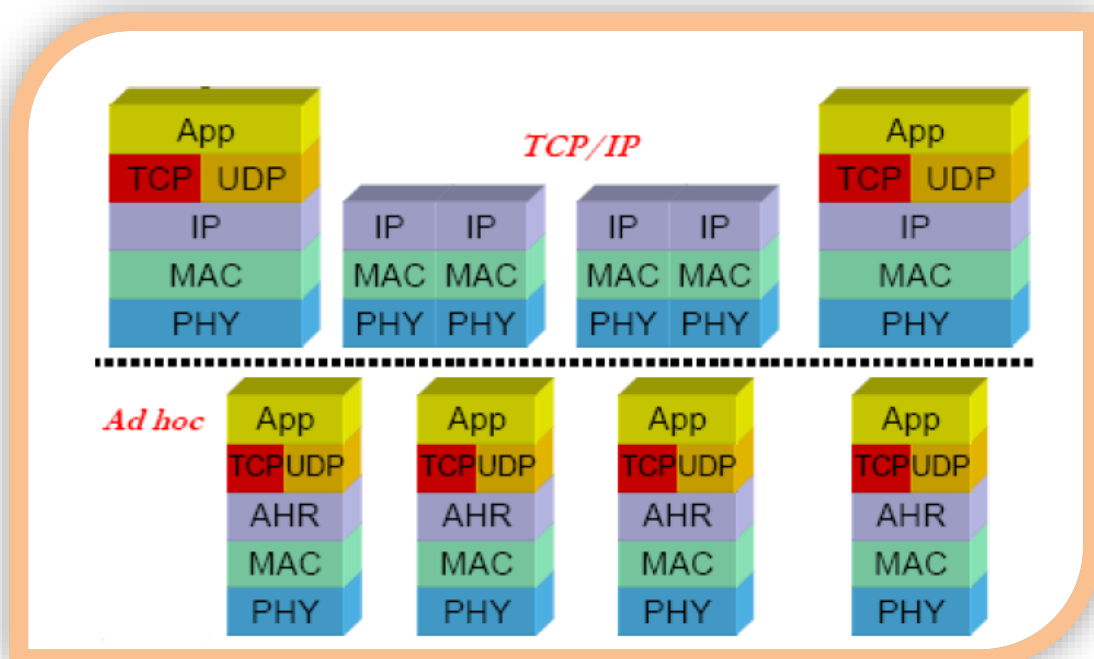 App
TCP UDP
IP
MAC
PHY
TCP/IP
IP IP
MAC MAC
PHY PHY
IP IP
MAC MAC
PHY PHY
App
TCP UDP
IP
MAC
PHY
Ad hoc
App
TCP UDP
AHR
MAC
PHY
App
TCP UDP
AHR
MAC
PHY
App
TCP UDP
AHR
MAC
PHY
App
TCP UDP
AHR
MAC
PHY